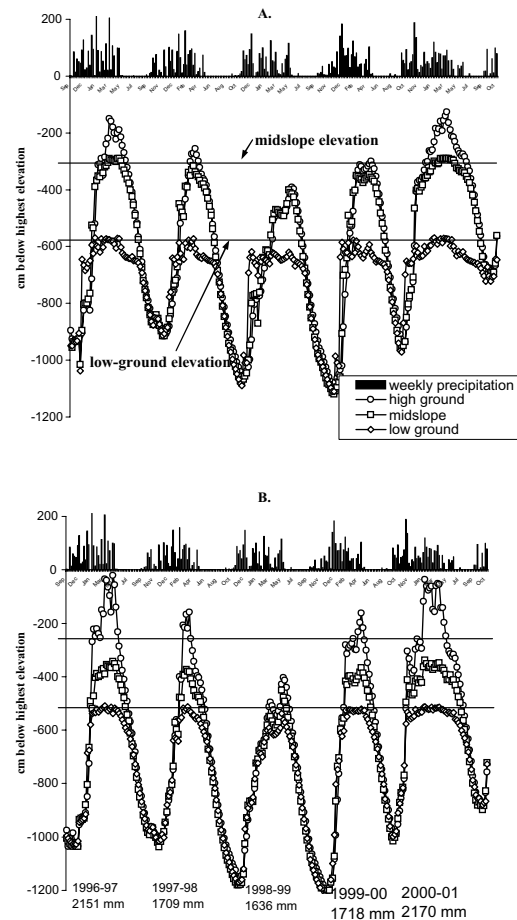 A.
200
0
-200
-400
-600
-800
-1000
-1200
cm below highest elevation
midslope elevation
low-ground elevation
weekly precipitation
high ground
midslope
low ground
B.
200
0
-200
-400
-600
-800
-1000
-1200
cm below highest elevation
1996-97 1997-98 1998-99 1999-00 2000-01
2151 mm 1709 mm 1636 mm 1718 mm 2170 mm